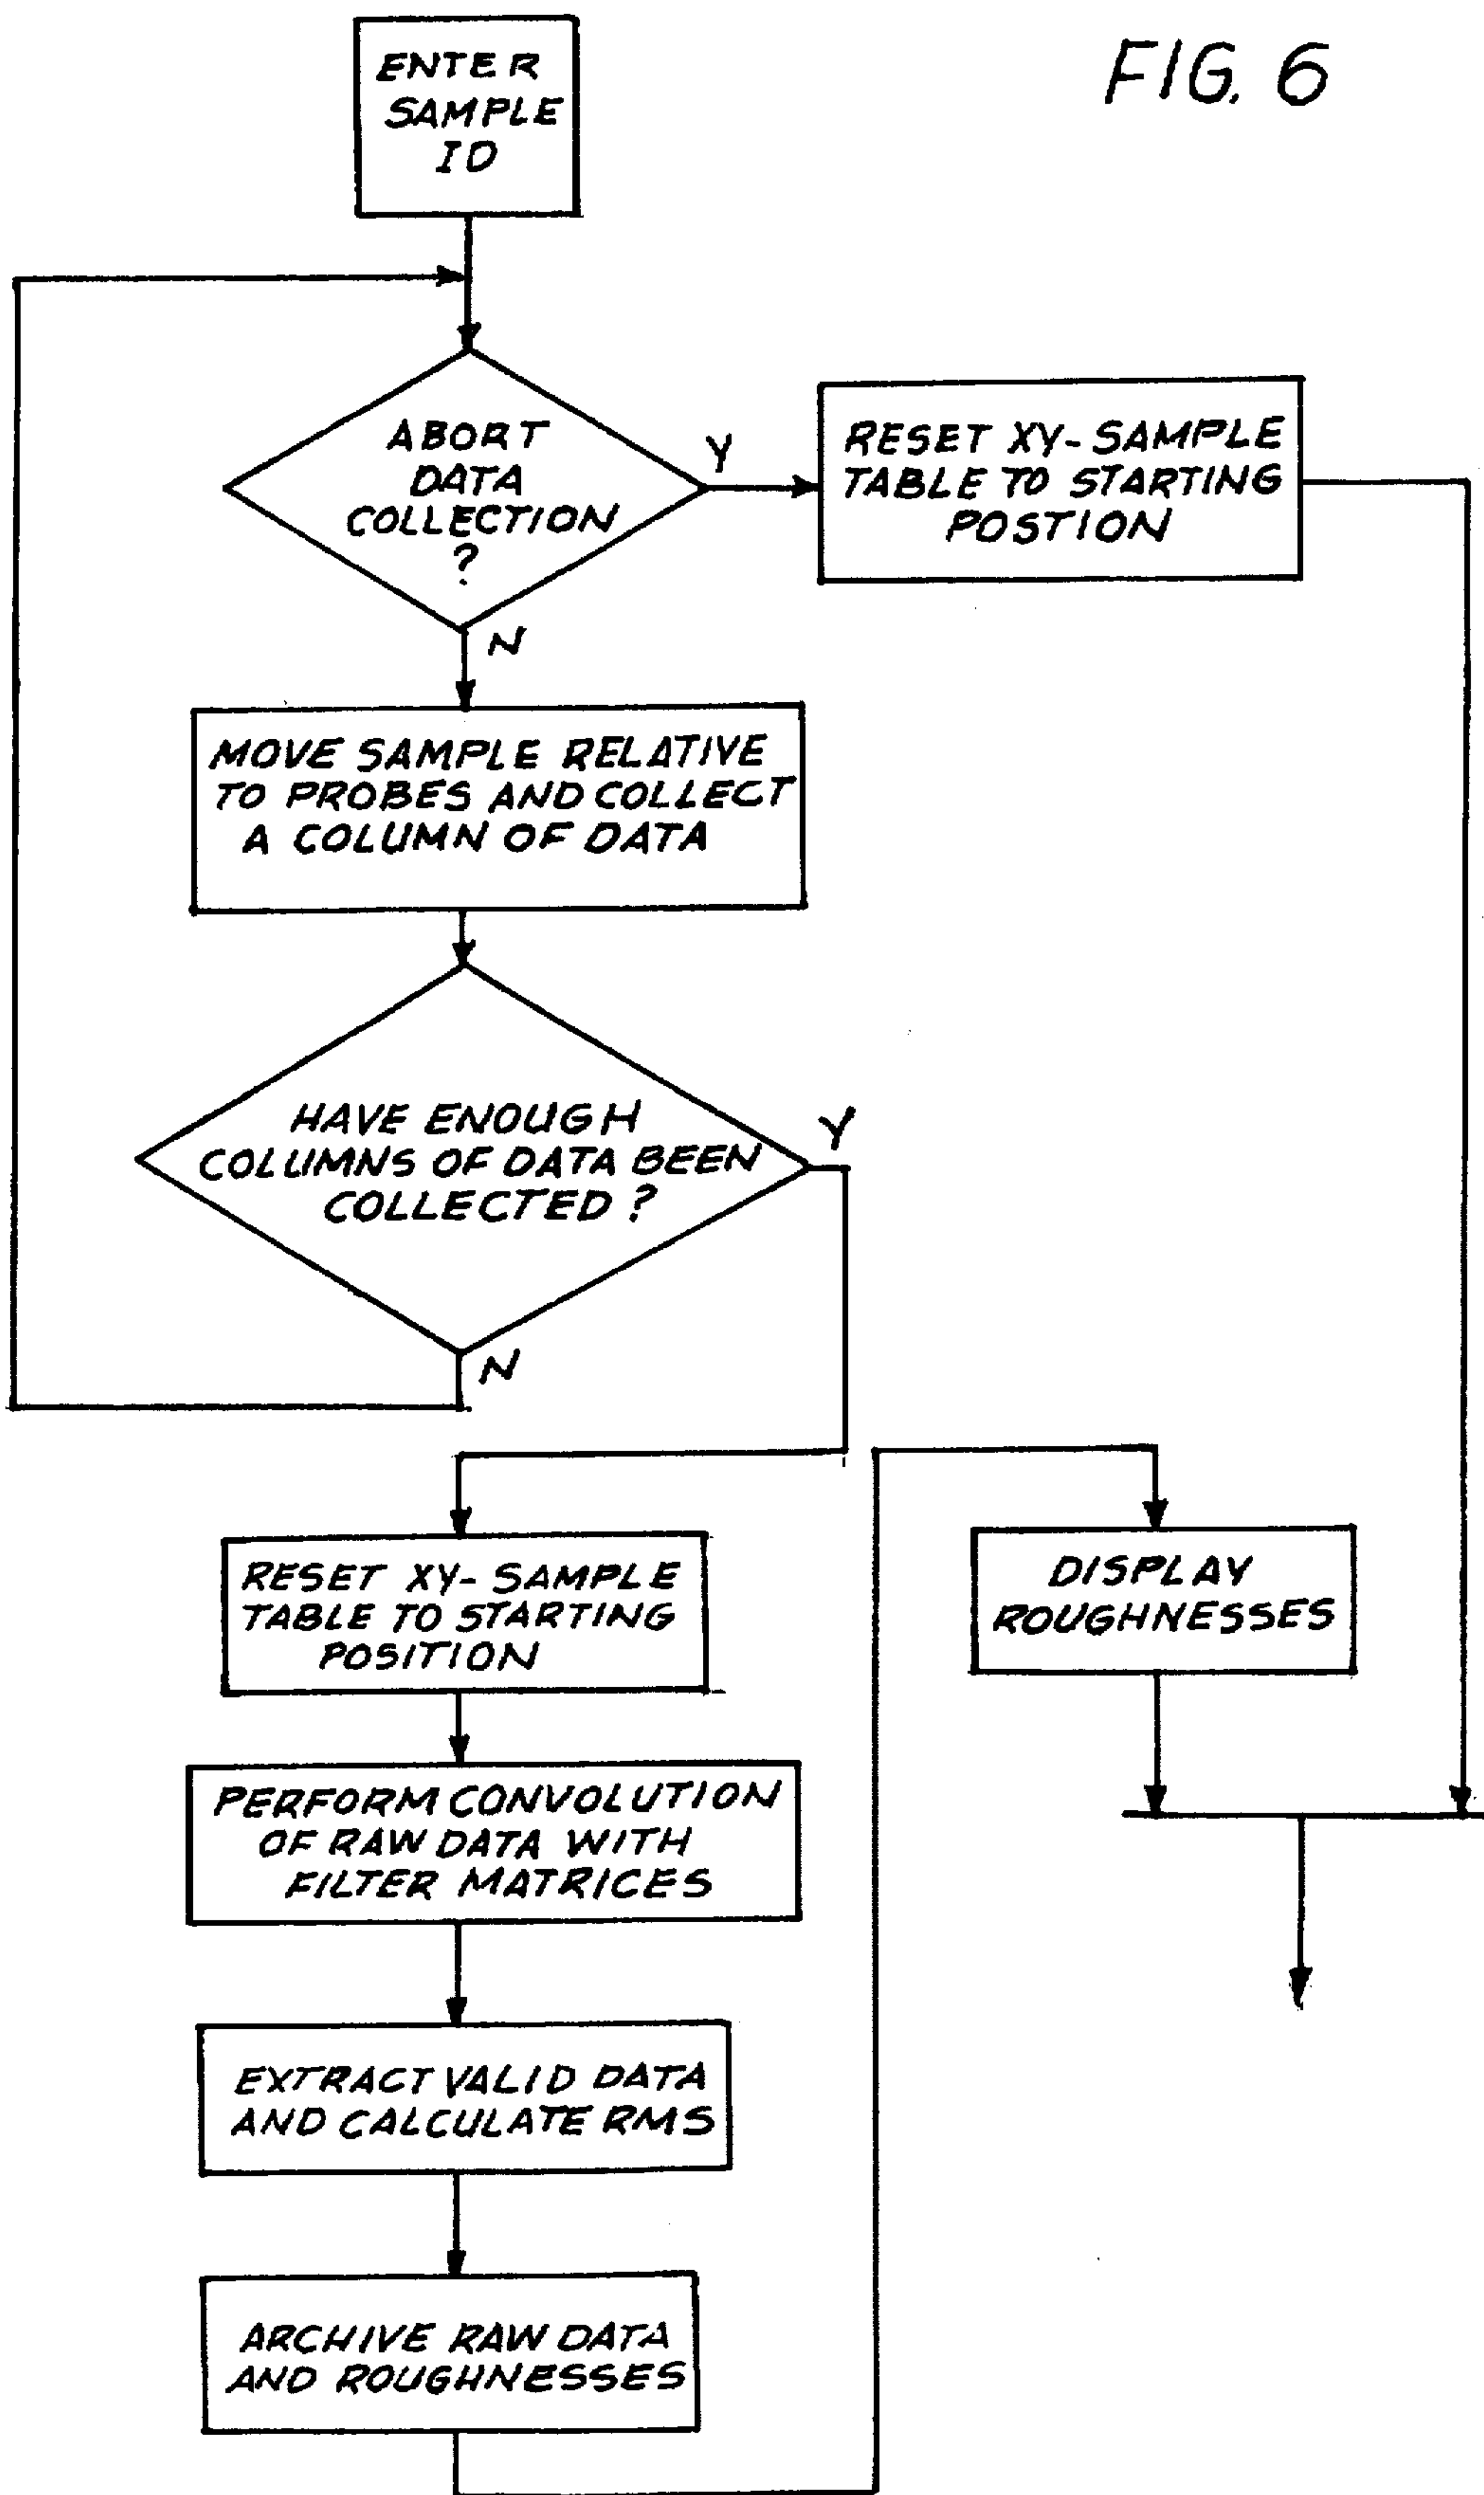 FIG. 6
ENTER
SAMPLE
ID
ABORT
DATA
COLLECTION
?
Y
RESET XY-SAMPLE
TABLE TO STARTING
POSTION
N
MOVE SAMPLE RELATIVE
TO PROBES AND COLLECT
A COLUMN OF DATA
HAVE ENOUGH
COLUMNS OF DATA BEEN
COLLECTED ?
Y
N
RESET XY-SAMPLE
TABLE TO STARTING
POSITION
PERFORM CONVOLUTION
OF RAW DATA WITH
FILTER MATRICES
EXTRACT VALID DATA
AND CALCULATE RMS
ARCHIVE RAW DATA
AND ROUGHNESSES
DISPLAY
ROUGHNESSES